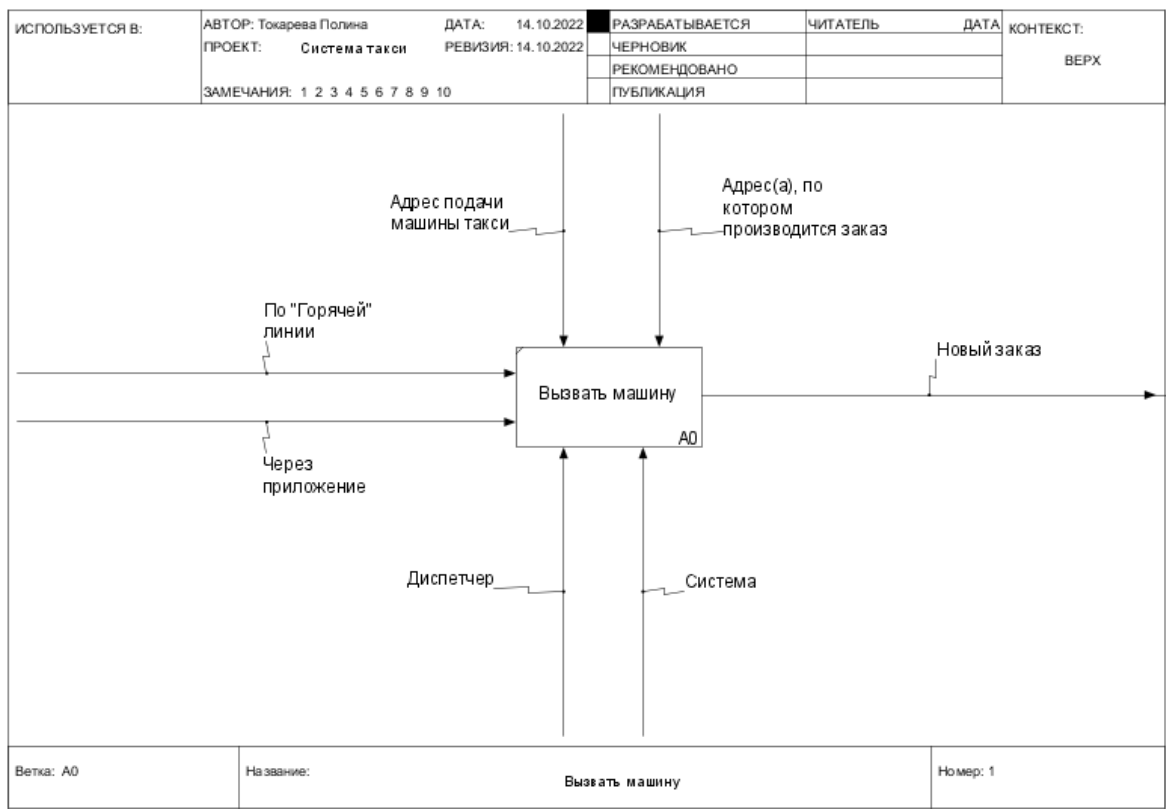 ИСПОЛЬЗУЕТСЯ В:
АВТОР: Токарева Полина
ДАТА: 14.10.2022
ПРОЕКТ: Система такси
РЕВИЗИЯ: 14.10.2022
ЗАМЕЧАНИЯ: 1 2 3 4 5 6 7 8 9 10
РАЗРАБАТЫВАЕТСЯ
ЧЕРНОВИК
РЕКОМЕНДОВАНО
ПУБЛИКАЦИЯ
ЧИТАТЕЛЬ
ДАТА
КОНТЕКСТ:
ВЕРХ
Адрес подачи
машины такси
Адрес(а), по
котором
производится заказ
По "Горячей"
линии
Новый заказ
Вызвать машину
A0
Через
приложение
Диспетчер
Система
Ветка: A0
Название:
Вызвать машину
Номер: 1